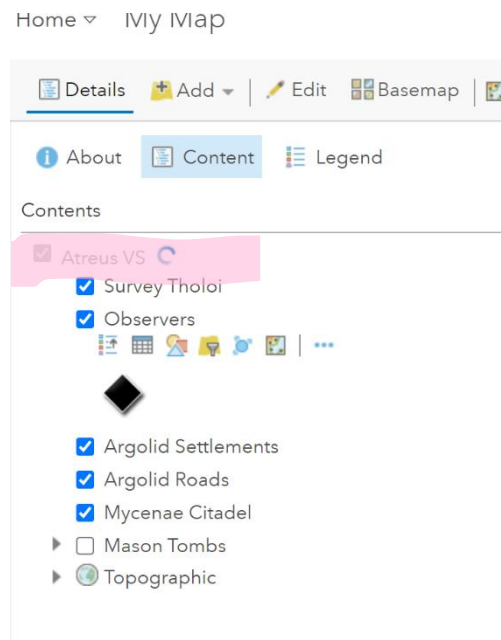 Home My Map
Details Add Edit Basemap
About Content Legend
Contents
Atreus VS
Survey Tholoi
Observers
Argolid Settlements
Argolid Roads
Mycenae Citadel
Mason Tombs
Topographic